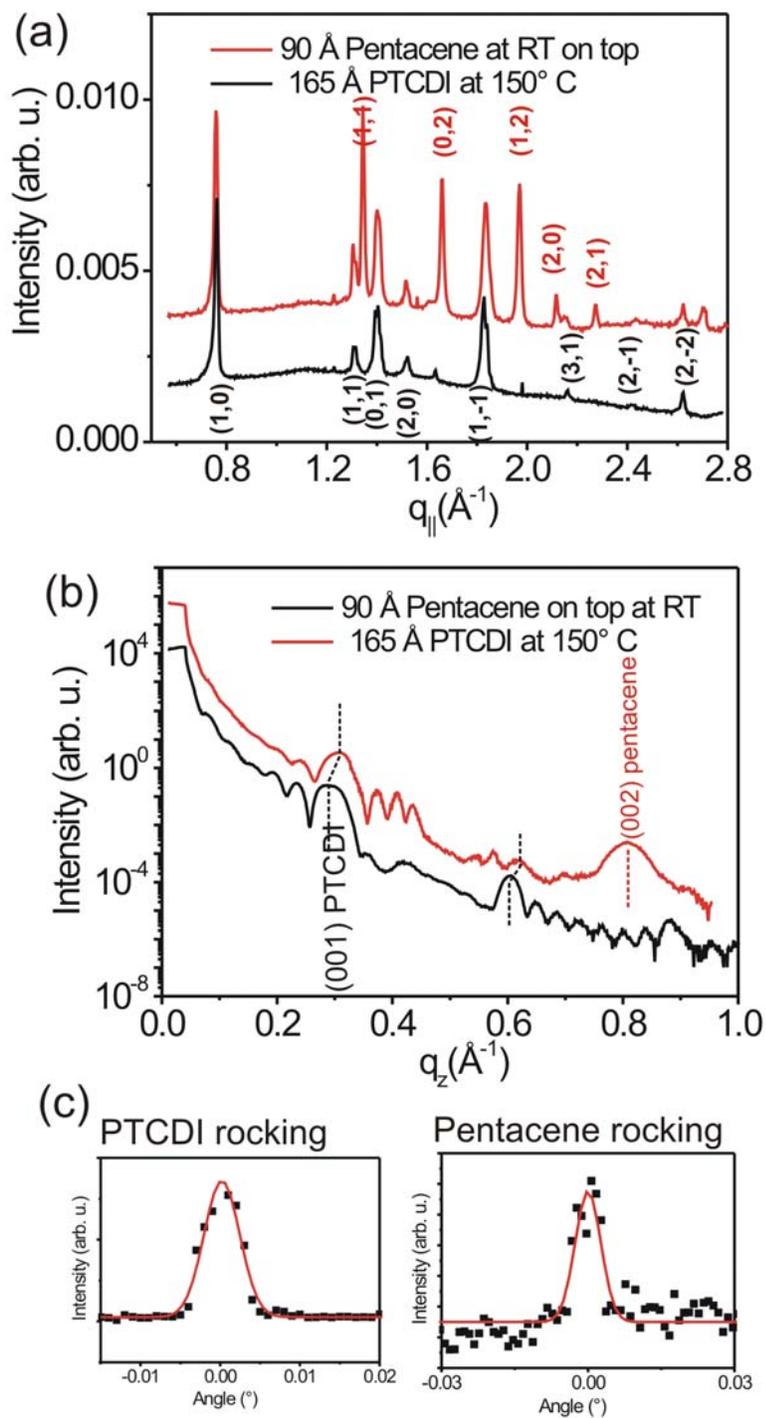 (a)
90 Å Pentacene at RT on top
165 Å PTCDI at 150° C
0.010
0.005
0.000
Intensity (arb. u.)
(1,1)
(0,2)
(1,2)
(2,0)
(2,1)
(1,0)
(1,1)
(0,1)
(2,0)
(1,-1)
(3,1)
(2,-1)
(2,-2)
0.8 1.2 1.6 2.0 2.4 2.8
q||(Å-1)
(b)
90 Å Pentacene on top at RT
165 Å PTCDI at 150° C
104
100
10-4
10-8
Intensity (arb. u.)
(001) PTCDI
(002) pentacene
0.0 0.2 0.4 0.6 0.8 1.0
qz(Å-1)
(c)
PTCDI rocking
Intensity (arb. u.)
-0.01 0.00 0.01 0.02
Angle (°)
Pentacene rocking
Intensity (arb. u.)
-0.03 0.00 0.03
Angle (°)